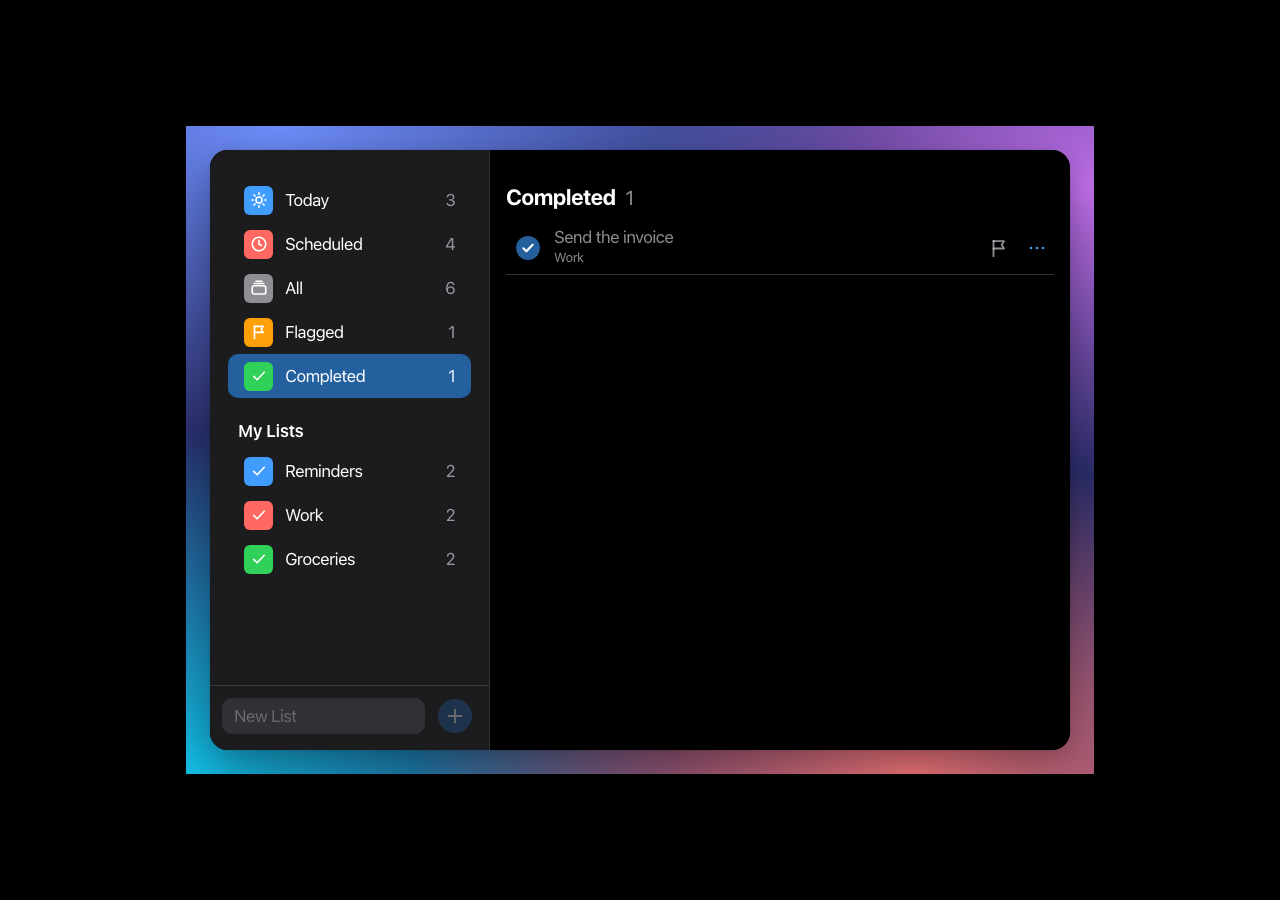 Today 3
Scheduled 4
All 6
Flagged 1
Completed 1
My Lists
Reminders 2
Work 2
Groceries 2
New List
Completed 1
Send the invoice
Work